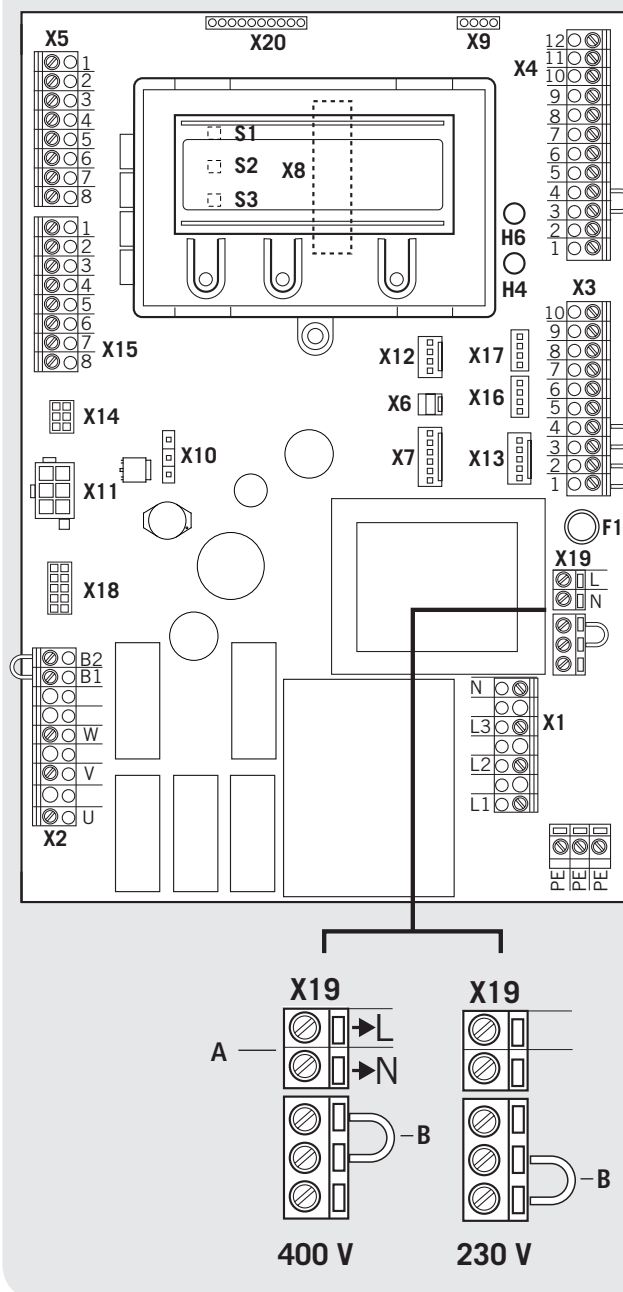 X20 X9
X5
1
2
3
4
5
6
7
8
X4
12
11
10
9
8
7
6
5
4
3
2
1
S1
S2
S3
X8
H6
H4
X15
1
2
3
4
5
6
7
8
X3
10
9
8
7
6
5
4
3
2
1
X12 X17
X6 X16
X7 X13
X14
X10
X11
X18
F1
X19
L
N
B2
B1
W
V
U
X2
N
L3
L2
L1
X1
PE
PE
PE
X19 X19
A
L
N
B
B
400 V 230 V